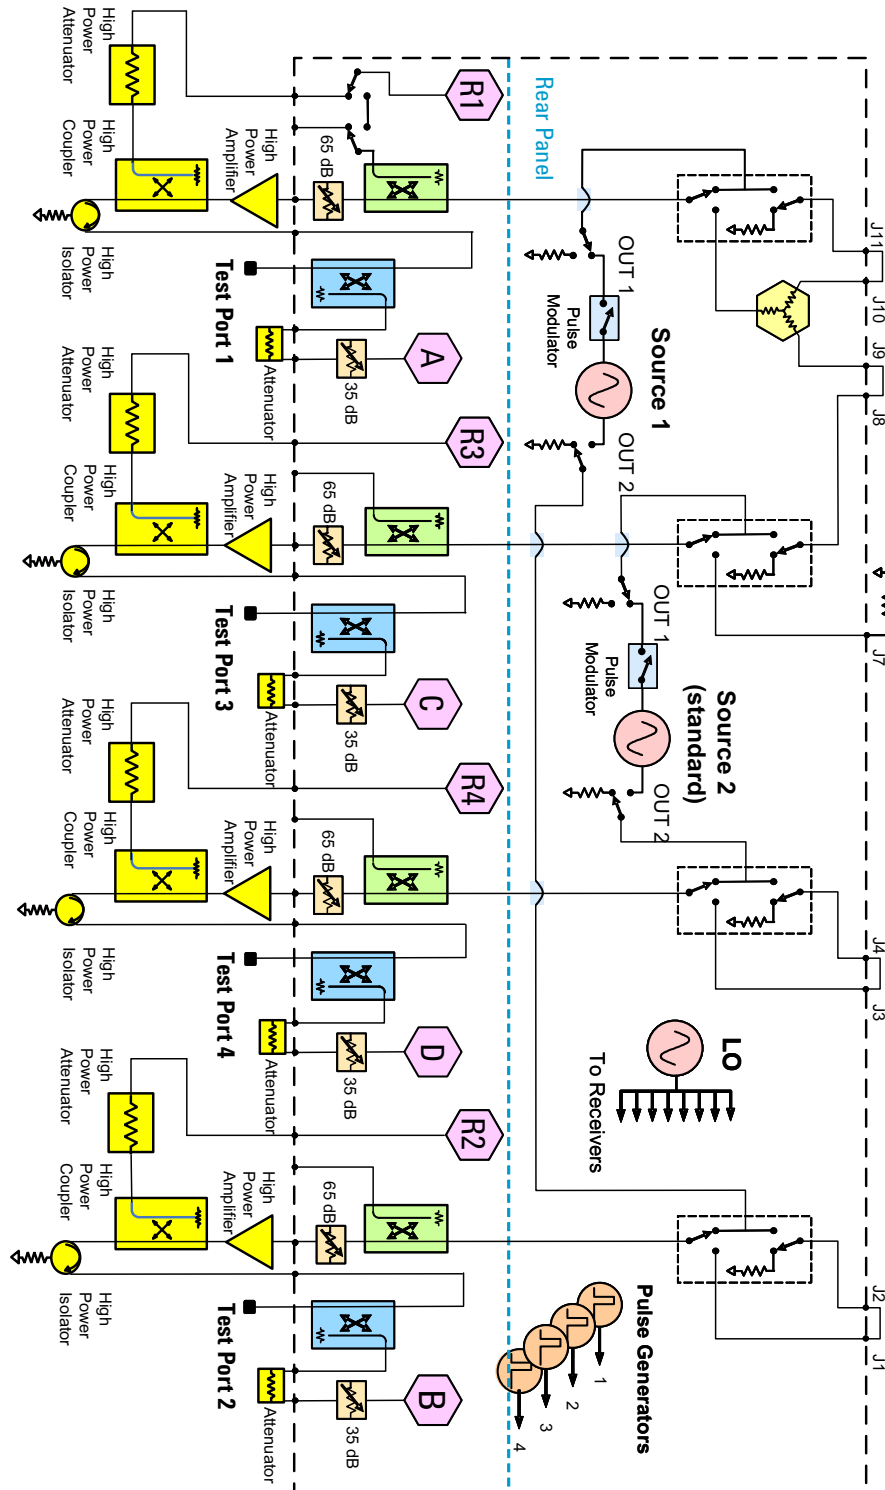 J11
J10
J9
J8
J7
J4
J3
J2
J1
Rear Panel
OUT 1
Pulse
Modulator
Source 1
OUT 2
OUT 1
Pulse
Modulator
Source 2
(standard)
OUT 2
LO
To Receivers
Pulse Generators
1
2
3
4
R1
65 dB
High
Power
Attenuator
High
Power
Coupler
High
Power
Amplifier
High
Power
Isolator
Test Port 1
Attenuator
35 dB
A
R3
65 dB
High
Power
Attenuator
High
Power
Coupler
High
Power
Amplifier
High
Power
Isolator
Test Port 3
Attenuator
35 dB
C
R4
65 dB
High
Power
Attenuator
High
Power
Coupler
High
Power
Amplifier
High
Power
Isolator
Test Port 4
Attenuator
35 dB
D
R2
65 dB
High
Power
Attenuator
High
Power
Coupler
High
Power
Amplifier
High
Power
Isolator
Test Port 2
Attenuator
35 dB
B